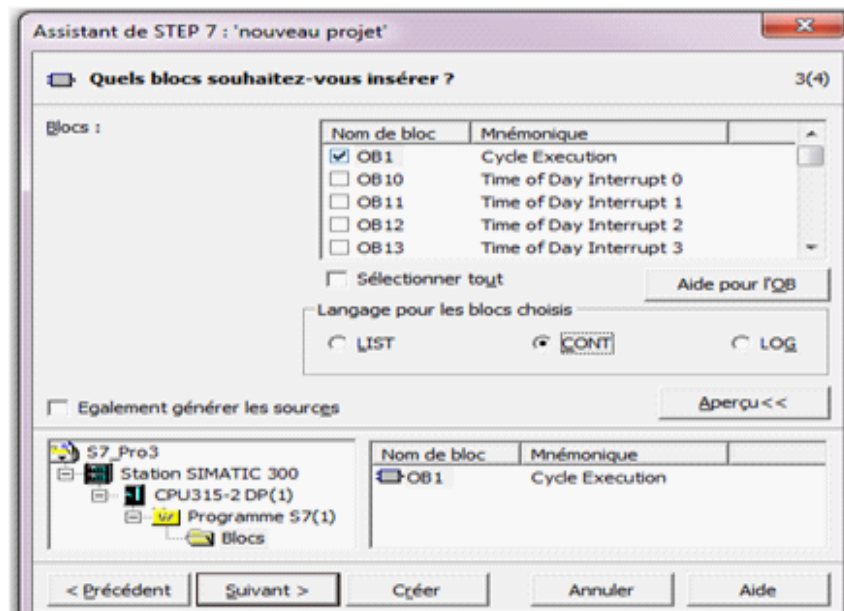 Assistant de STEP 7 : 'nouveau projet'
Quels blocs souhaitez-vous insérer ? 3(4)
Blocs :
Nom de bloc Mnémonique
OB1 Cycle Execution
OB10 Time of Day Interrupt 0
OB11 Time of Day Interrupt 1
OB12 Time of Day Interrupt 2
OB13 Time of Day Interrupt 3
Sélectionner tout
Aide pour l'OB
Langage pour les blocs choisis
LIST CONT LOG
Egalement générer les sources
Aperçu<<
S7_Pro3
Station SIMATIC 300
CPU315-2 DP(1)
Programme S7(1)
Blocs
Nom de bloc Mnémonique
OB1 Cycle Execution
< Précédent Suivant > Créer Annuler Aide